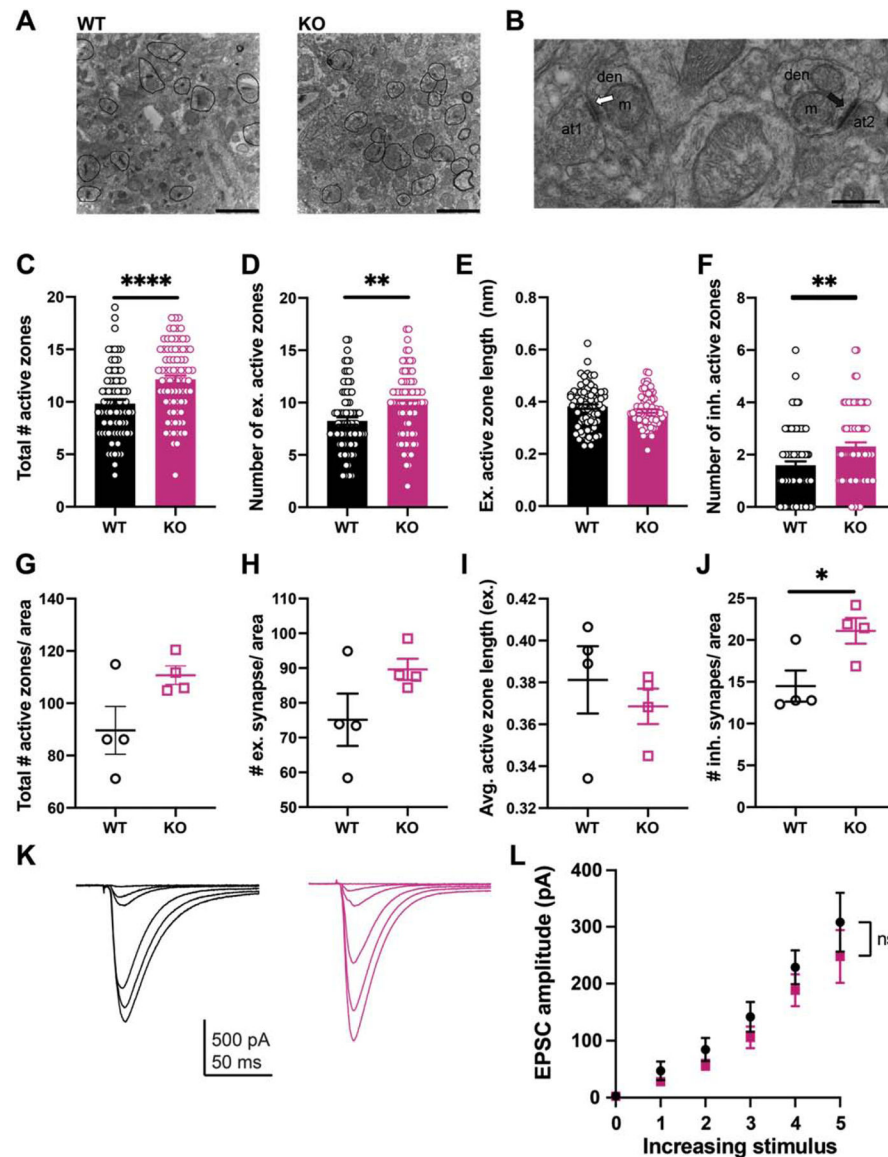 A
WT
KO
B
den
m
at1
den
m
at2
C
****
Total # active zones
20
15
10
5
0
WT
KO
D
**
Number of ex. active zones
20
15
10
5
0
WT
KO
E
Ex. active zone length (nm)
0.8
0.6
0.4
0.2
0.0
WT
KO
F
**
Number of inh. active zones
8
6
4
2
0
WT
KO
G
Total # active zones/ area
140
120
100
80
60
WT
KO
H
# ex. synapse/ area
110
100
90
80
70
60
50
WT
KO
I
Avg. active zone length (ex.)
0.42
0.40
0.38
0.36
0.34
0.32
WT
KO
J
*
# inh. synapses/ area
25
20
15
10
5
0
WT
KO
K
500 pA
50 ms
L
EPSC amplitude (pA)
400
300
200
100
0
0 1 2 3 4 5
Increasing stimulus
ns